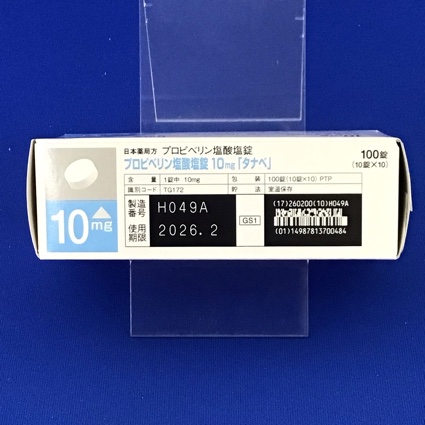 日本薬局方 プロピベリン塩酸塩錠
プロピベリン塩酸塩錠10mg「タナベ」
100錠
(10錠×10)
含量 1錠中 10mg 包装 100錠(10錠×10) PTP
識別コード TG172 貯法 室温保存
10mg
製造番号 H049A
使用期限 2026.2
GS1
(17)260200(10)H049A
(01)14987813700484